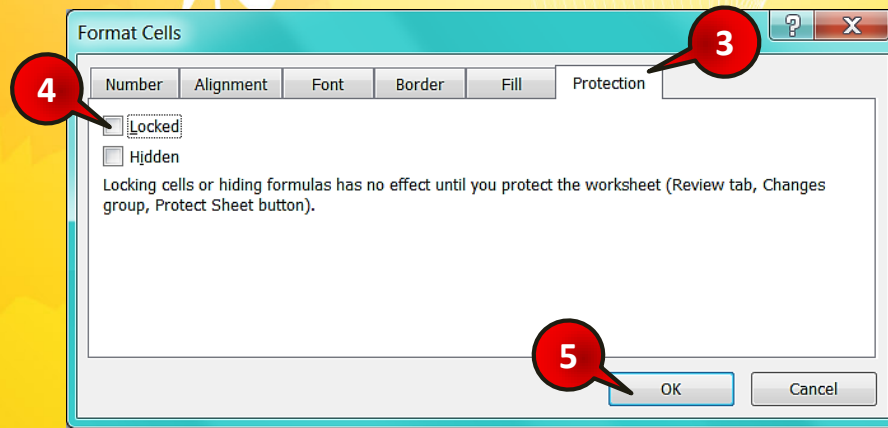 Format Cells
3
4
Number Alignment Font Border Fill Protection
Locked
Hidden
Locking cells or hiding formulas has no effect until you protect the worksheet (Review tab, Changes
group, Protect Sheet button).
5
OK Cancel